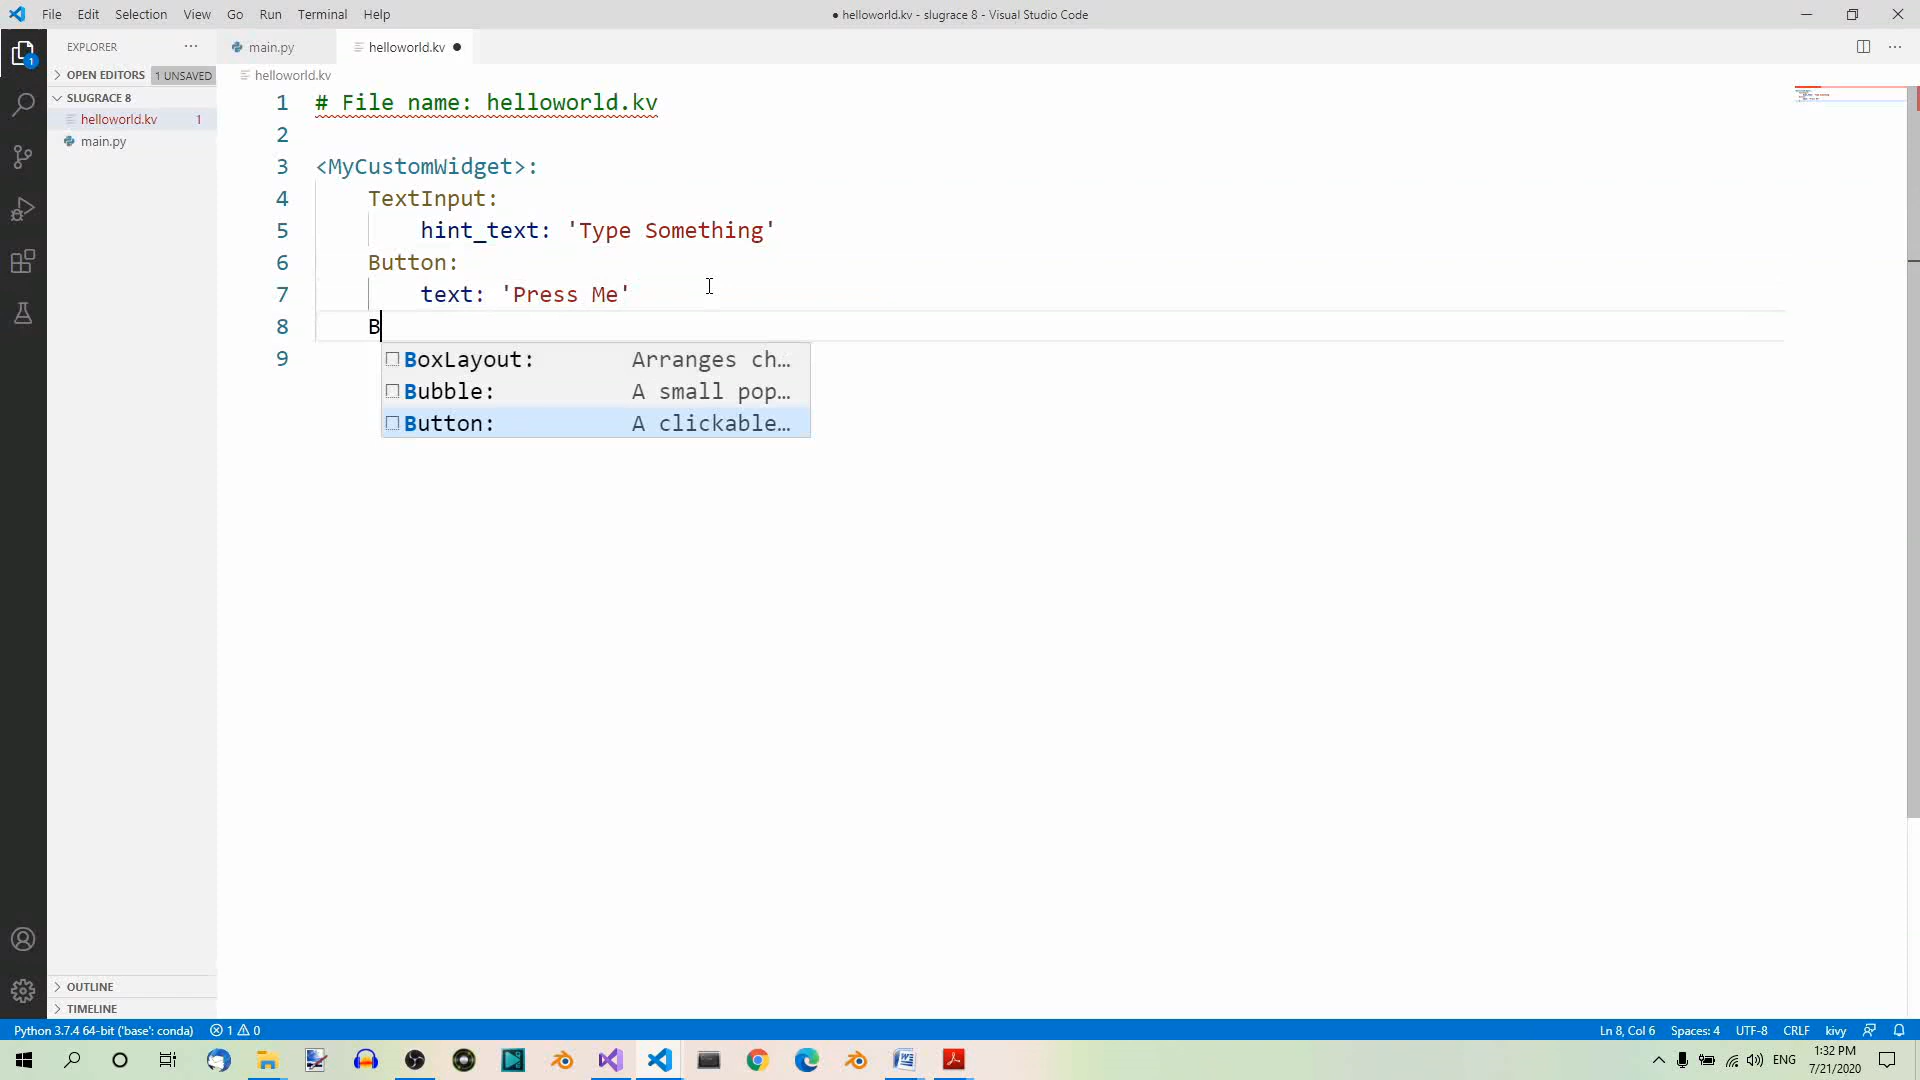 File Edit Selection View Go Run Terminal Help
● helloworld.kv - slugrace 8 - Visual Studio Code
EXPLORER
main.py
helloworld.kv
OPEN EDITORS 1 UNSAVED
helloworld.kv
SLUGRACE 8
helloworld.kv 1
main.py
1 # File name: helloworld.kv
2
3 <MyCustomWidget>:
4 TextInput:
5 hint_text: 'Type Something'
6 Button:
7 text: 'Press Me'
8 B
9
BoxLayout: Arranges ch…
Bubble: A small pop…
Button: A clickable…
OUTLINE
TIMELINE
Python 3.7.4 64-bit ('base': conda) 1 0
Ln 8, Col 6 Spaces: 4 UTF-8 CRLF kivy
ENG
1:32 PM
7/21/2020